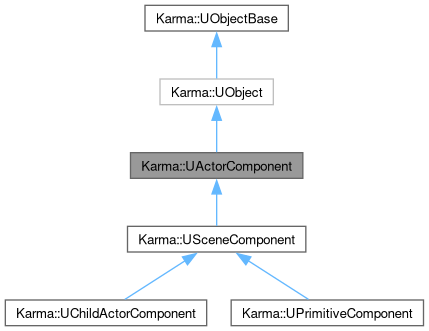 Karma::UObjectBase
Karma::UObject
Karma::UActorComponent
Karma::USceneComponent
Karma::UChildActorComponent
Karma::UPrimitiveComponent